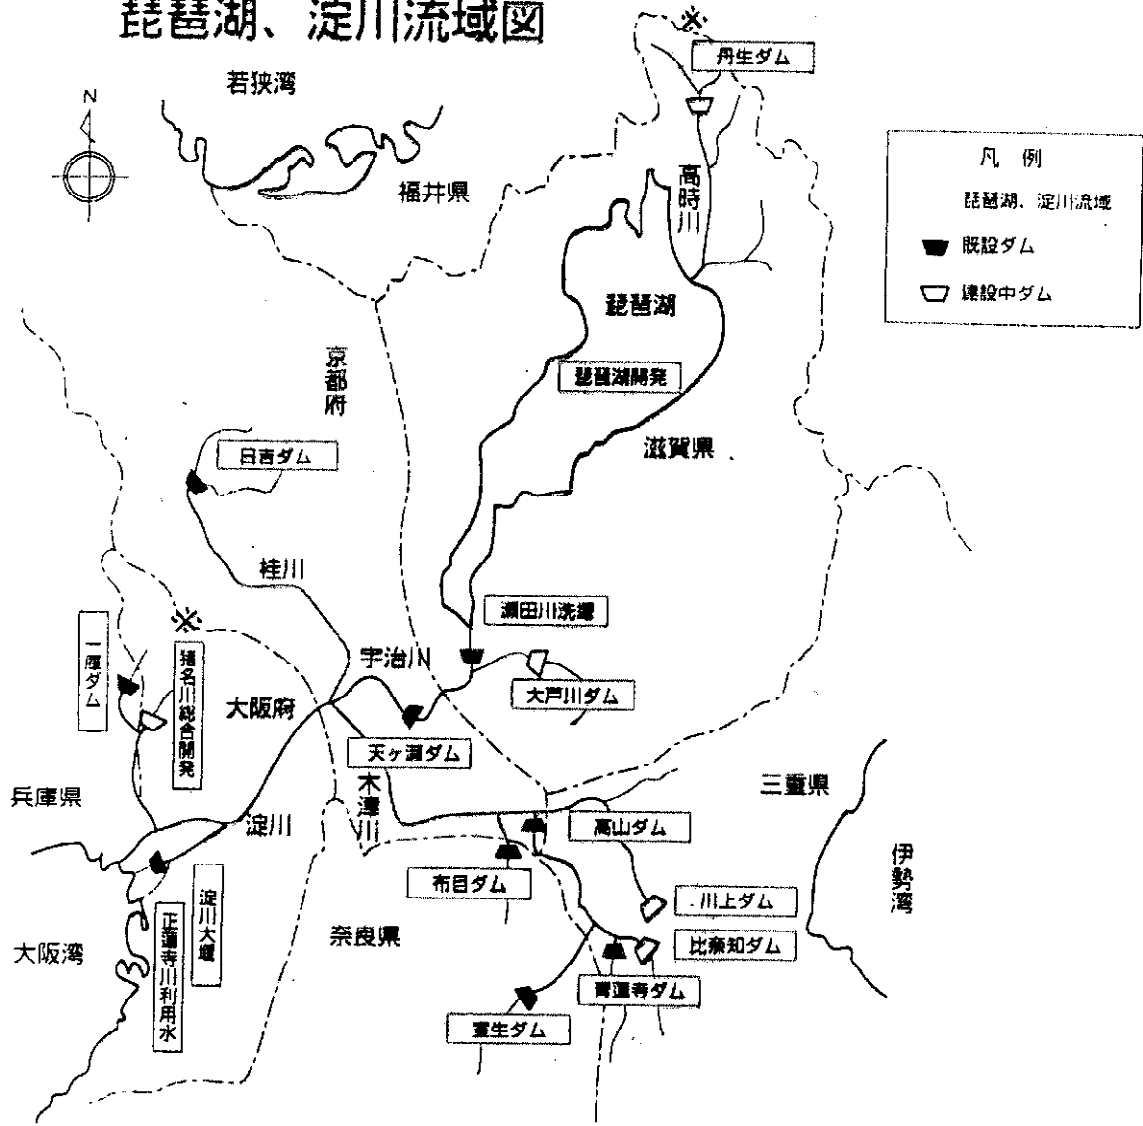 琵琶湖、淀川流域図
※
丹生ダム
若狭湾
N
凡 例
琵琶湖、淀川流域
既設ダム
建設中ダム
福井県
高時川
琵琶湖
京都府
琵琶湖開発
滋賀県
日吉ダム
桂川
瀬田川洗堰
※
一庫ダム
猪名川総合開発
宇治川
大阪府
大戸川ダム
天ヶ瀬ダム
兵庫県
木津川
三重県
淀川
高山ダム
布目ダム
伊勢湾
川上ダム
淀川大堰
正蓮寺川利用水
奈良県
大阪湾
比奈知ダム
青蓮寺ダム
室生ダム